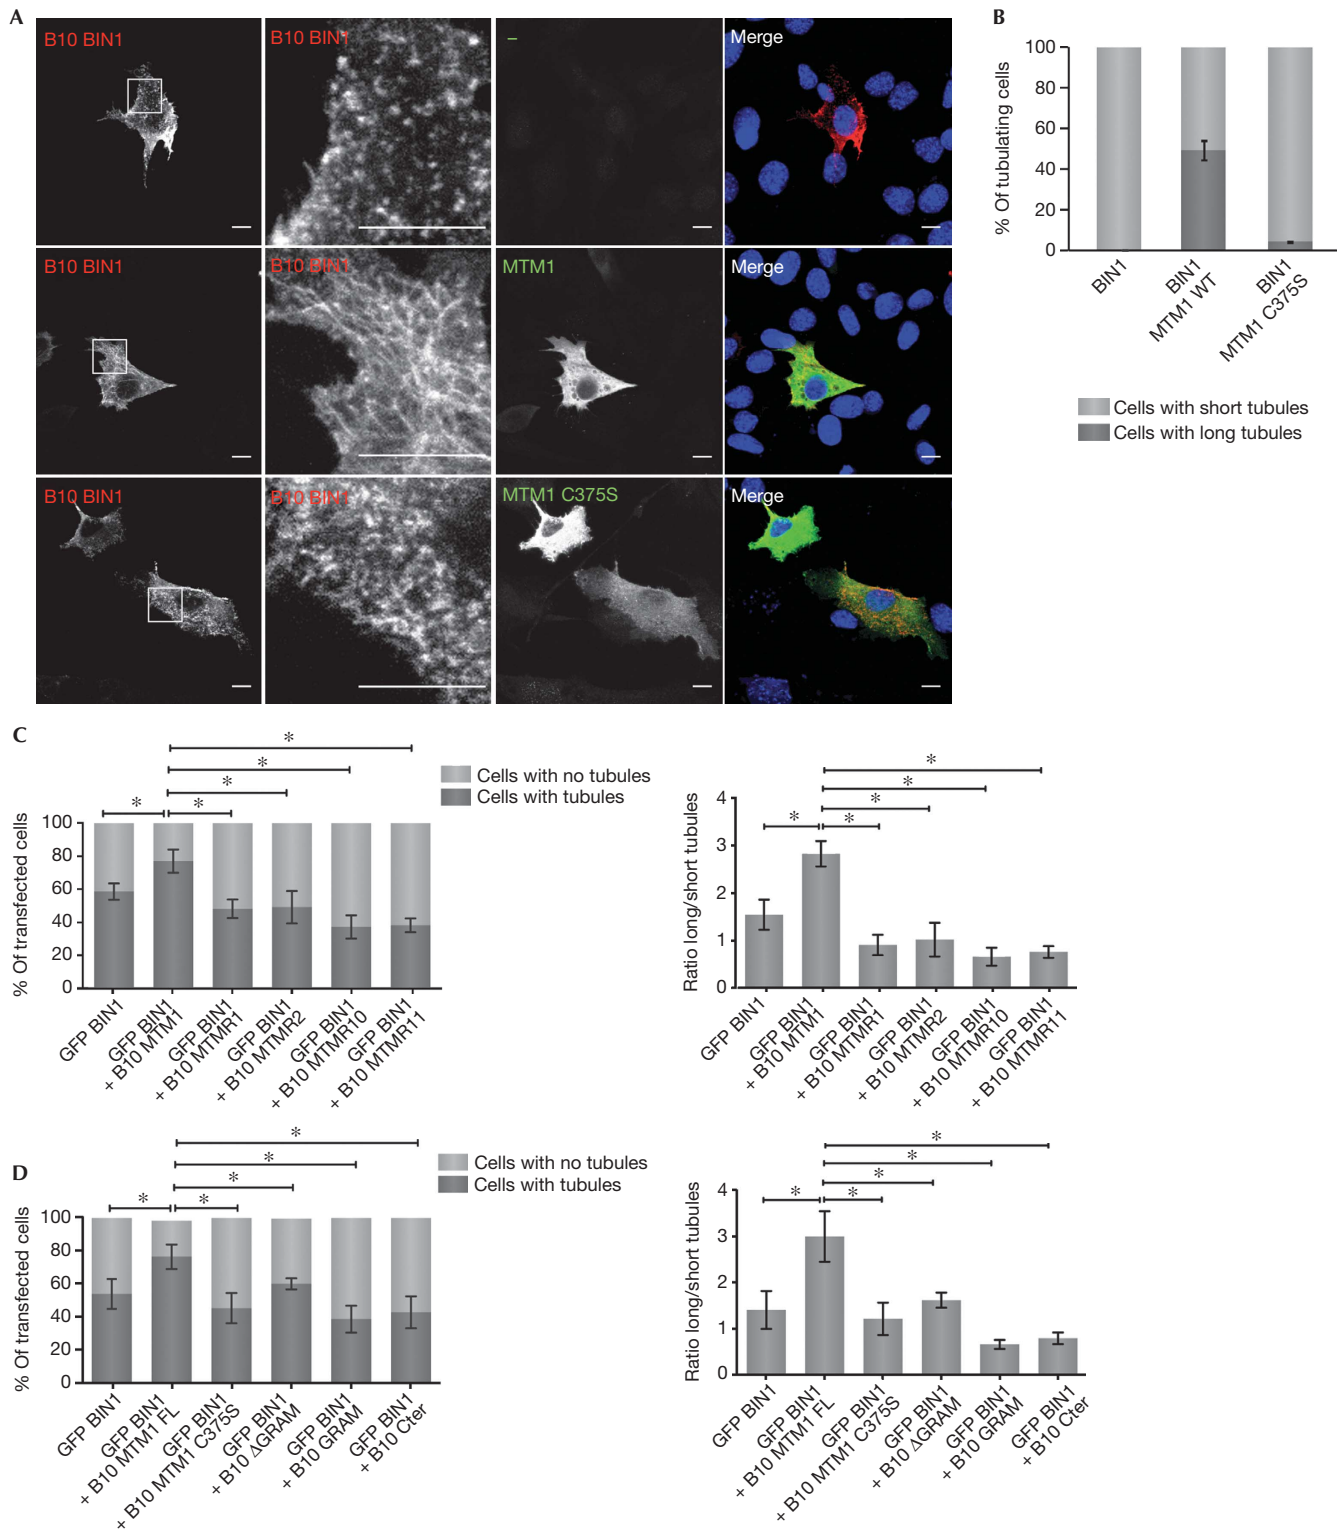 A
B10 BIN1
B10 BIN1
–
Merge
B10 BIN1
B10 BIN1
MTM1
Merge
B10 BIN1
B10 BIN1
MTM1 C375S
Merge
B
% Of tubulating cells
100
80
60
40
20
0
BIN1
BIN1
MTM1 WT
BIN1
MTM1 C375S
Cells with short tubules
Cells with long tubules
C
% Of transfected cells
100
80
60
40
20
0
*
*
*
*
*
Cells with no tubules
Cells with tubules
GFP BIN1
GFP BIN1
+ B10 MTM1
GFP BIN1
+ B10 MTMR1
GFP BIN1
+ B10 MTMR2
GFP BIN1
+ B10 MTMR10
GFP BIN1
+ B10 MTMR11
Ratio long/short tubules
4
3
2
1
0
*
*
*
*
*
GFP BIN1
GFP BIN1
+ B10 MTM1
GFP BIN1
+ B10 MTMR1
GFP BIN1
+ B10 MTMR2
GFP BIN1
+ B10 MTMR10
GFP BIN1
+ B10 MTMR11
D
% Of transfected cells
100
80
60
40
20
0
*
*
*
*
*
Cells with no tubules
Cells with tubules
GFP BIN1
GFP BIN1
+ B10 MTM1 FL
GFP BIN1
+ B10 MTM1 C375S
GFP BIN1
+ B10 ΔGRAM
GFP BIN1
+ B10 GRAM
GFP BIN1
+ B10 Cter
Ratio long/short tubules
4
3
2
1
0
*
*
*
*
*
GFP BIN1
GFP BIN1
+ B10 MTM1 FL
GFP BIN1
+ B10 MTM1 C375S
GFP BIN1
+ B10 ΔGRAM
GFP BIN1
+ B10 GRAM
GFP BIN1
+ B10 Cter